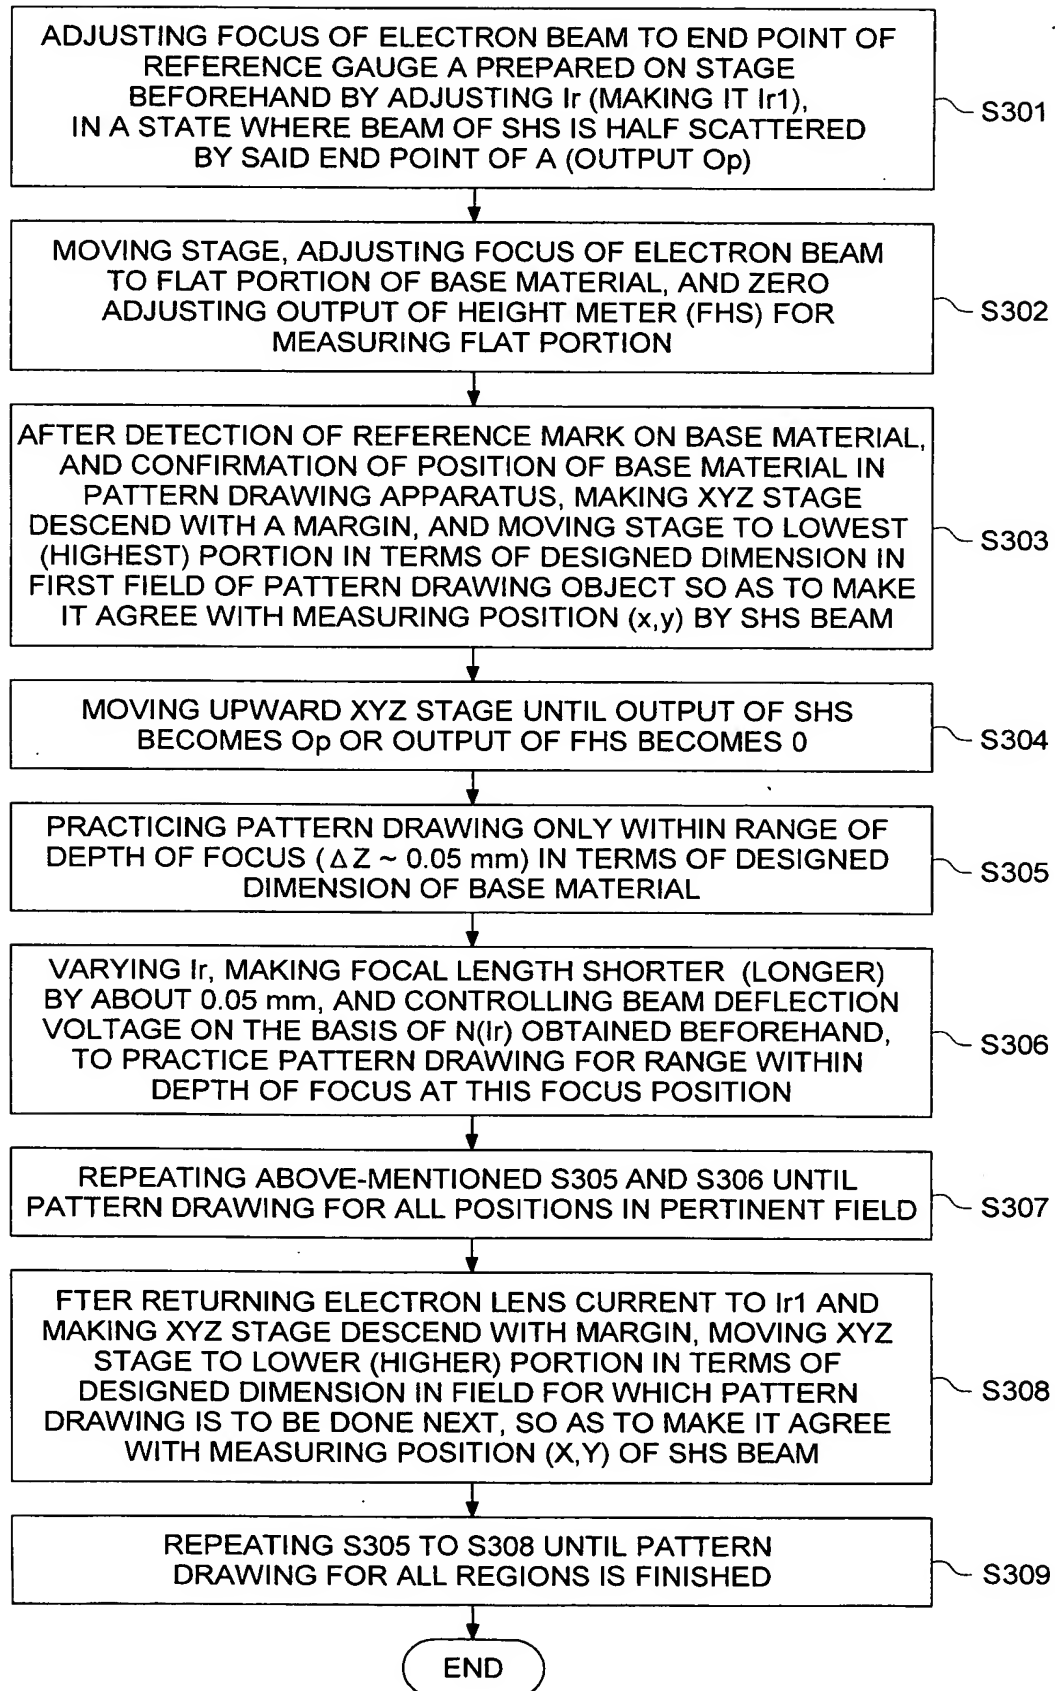 ADJUSTING FOCUS OF ELECTRON BEAM TO END POINT OF
REFERENCE GAUGE A PREPARED ON STAGE
BEFOREHAND BY ADJUSTING Ir (MAKING IT Ir1),
IN A STATE WHERE BEAM OF SHS IS HALF SCATTERED
BY SAID END POINT OF A (OUTPUT Op)
S301
MOVING STAGE, ADJUSTING FOCUS OF ELECTRON BEAM
TO FLAT PORTION OF BASE MATERIAL, AND ZERO
ADJUSTING OUTPUT OF HEIGHT METER (FHS) FOR
MEASURING FLAT PORTION
S302
AFTER DETECTION OF REFERENCE MARK ON BASE MATERIAL,
AND CONFIRMATION OF POSITION OF BASE MATERIAL IN
PATTERN DRAWING APPARATUS, MAKING XYZ STAGE
DESCEND WITH A MARGIN, AND MOVING STAGE TO LOWEST
(HIGHEST) PORTION IN TERMS OF DESIGNED DIMENSION IN
FIRST FIELD OF PATTERN DRAWING OBJECT SO AS TO MAKE
IT AGREE WITH MEASURING POSITION (x,y) BY SHS BEAM
S303
MOVING UPWARD XYZ STAGE UNTIL OUTPUT OF SHS
BECOMES Op OR OUTPUT OF FHS BECOMES 0
S304
PRACTICING PATTERN DRAWING ONLY WITHIN RANGE OF
DEPTH OF FOCUS (ΔZ ~ 0.05 mm) IN TERMS OF DESIGNED
DIMENSION OF BASE MATERIAL
S305
VARYING Ir, MAKING FOCAL LENGTH SHORTER (LONGER)
BY ABOUT 0.05 mm, AND CONTROLLING BEAM DEFLECTION
VOLTAGE ON THE BASIS OF N(Ir) OBTAINED BEFOREHAND,
TO PRACTICE PATTERN DRAWING FOR RANGE WITHIN
DEPTH OF FOCUS AT THIS FOCUS POSITION
S306
REPEATING ABOVE-MENTIONED S305 AND S306 UNTIL
PATTERN DRAWING FOR ALL POSITIONS IN PERTINENT FIELD
S307
FTER RETURNING ELECTRON LENS CURRENT TO Ir1 AND
MAKING XYZ STAGE DESCEND WITH MARGIN, MOVING XYZ
STAGE TO LOWER (HIGHER) PORTION IN TERMS OF
DESIGNED DIMENSION IN FIELD FOR WHICH PATTERN
DRAWING IS TO BE DONE NEXT, SO AS TO MAKE IT AGREE
WITH MEASURING POSITION (X,Y) OF SHS BEAM
S308
REPEATING S305 TO S308 UNTIL PATTERN
DRAWING FOR ALL REGIONS IS FINISHED
S309
END